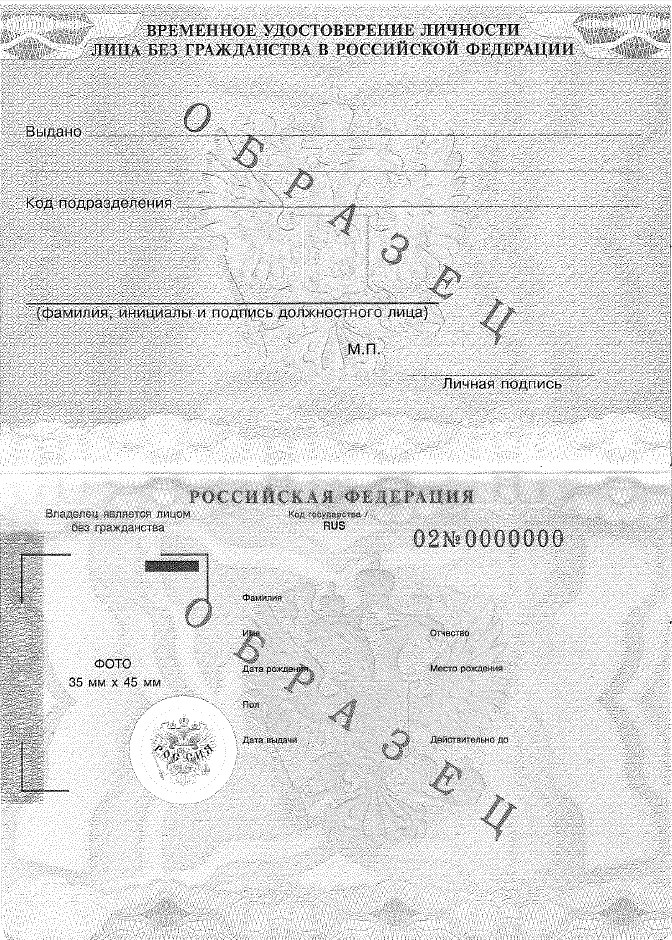 ВРЕМЕННОЕ УДОСТОВЕРЕНИЕ ЛИЧНОСТИ
ЛИЦА БЕЗ ГРАЖДАНСТВА В РОССИЙСКОЙ ФЕДЕРАЦИИ
Выдано
Код подразделения
ОБРАЗЕЦ
(фамилия, инициалы и подпись должностного лица)
М.П.
Личная подпись
РОССИЙСКАЯ ФЕДЕРАЦИЯ
Владелец является лицом
без гражданства
Код государства /
RUS
02№0000000
Фамилия
Имя
Отчество
Дата рождения
Место рождения
Пол
Дата выдачи
Действительно до
ФОТО
35 мм х 45 мм
РОССИЯ
ОБРАЗЕЦ